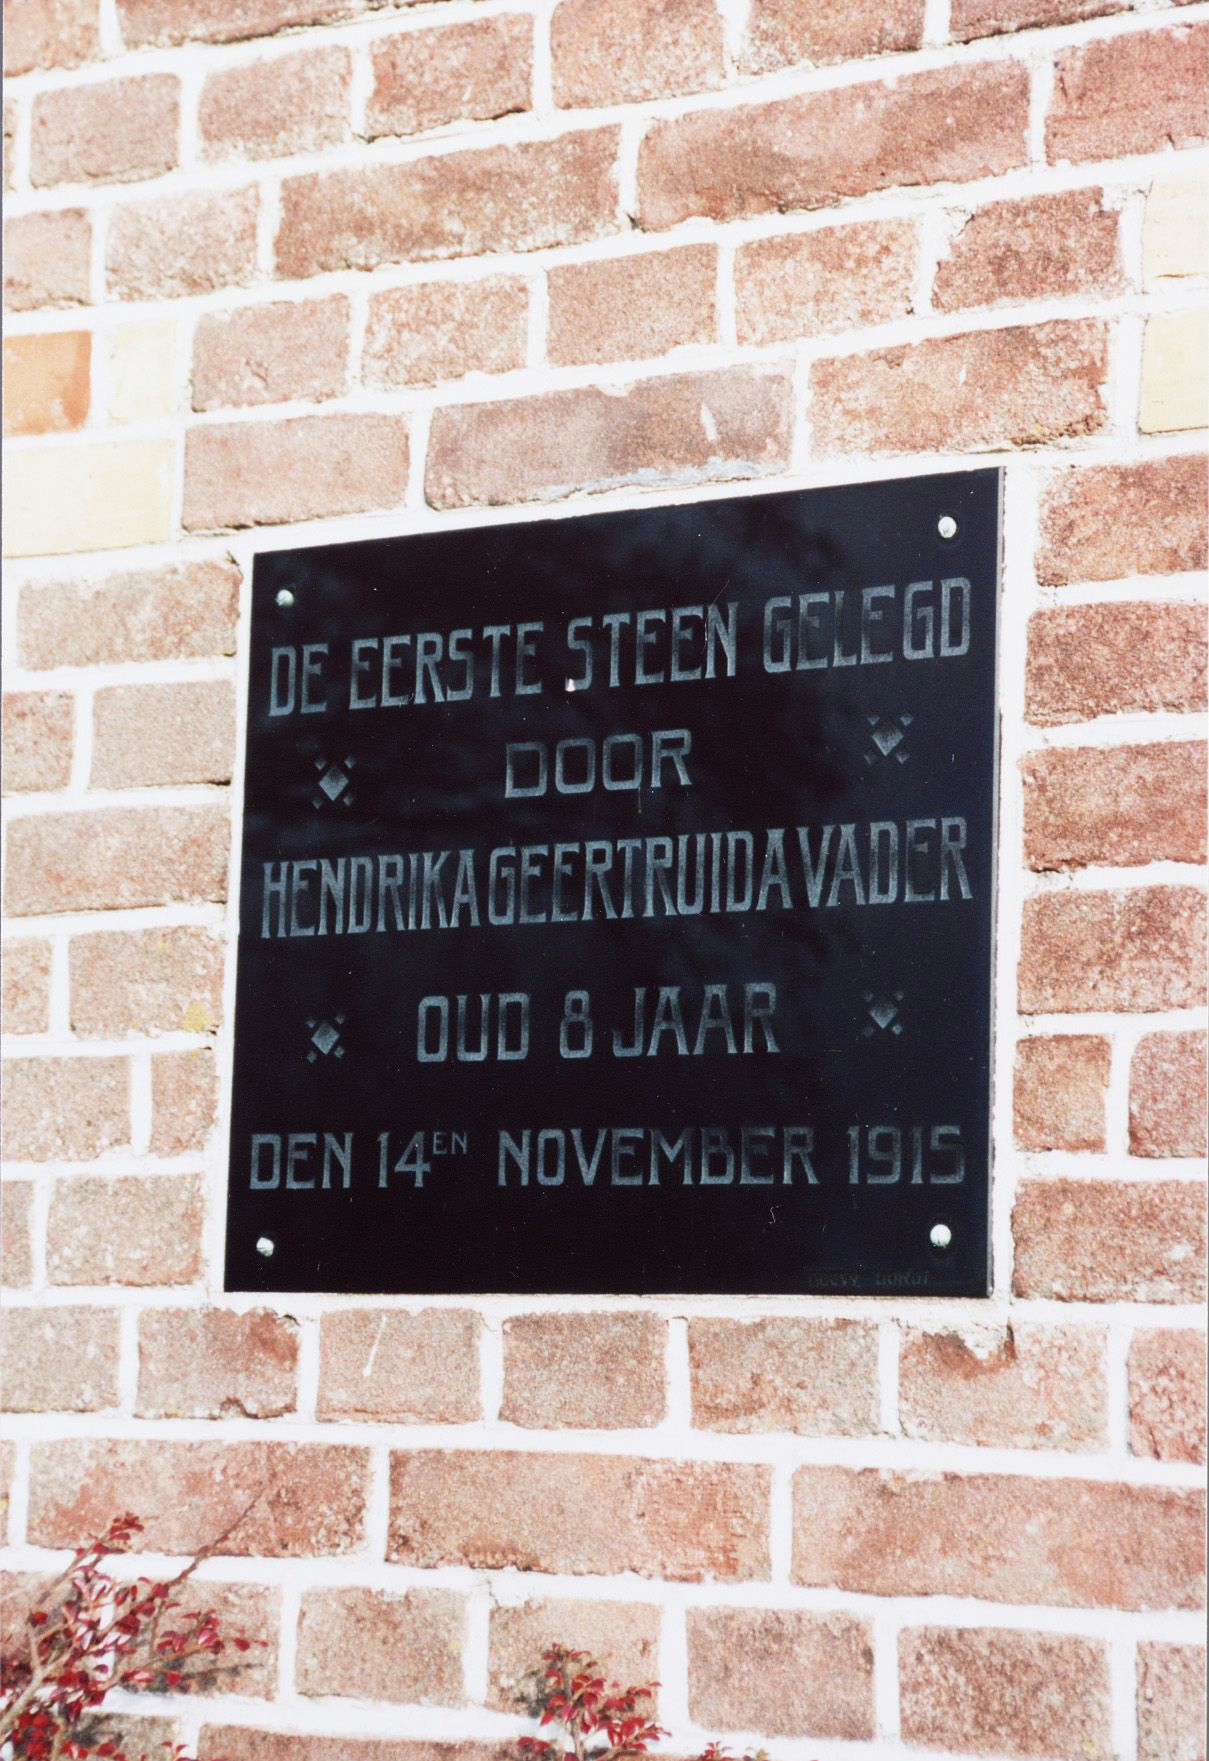 DE EERSTE STEEN GELEGD
DOOR
HENDRIKA GEERTRUIDA VADER
OUD 8 JAAR
DEN 14EN NOVEMBER 1915